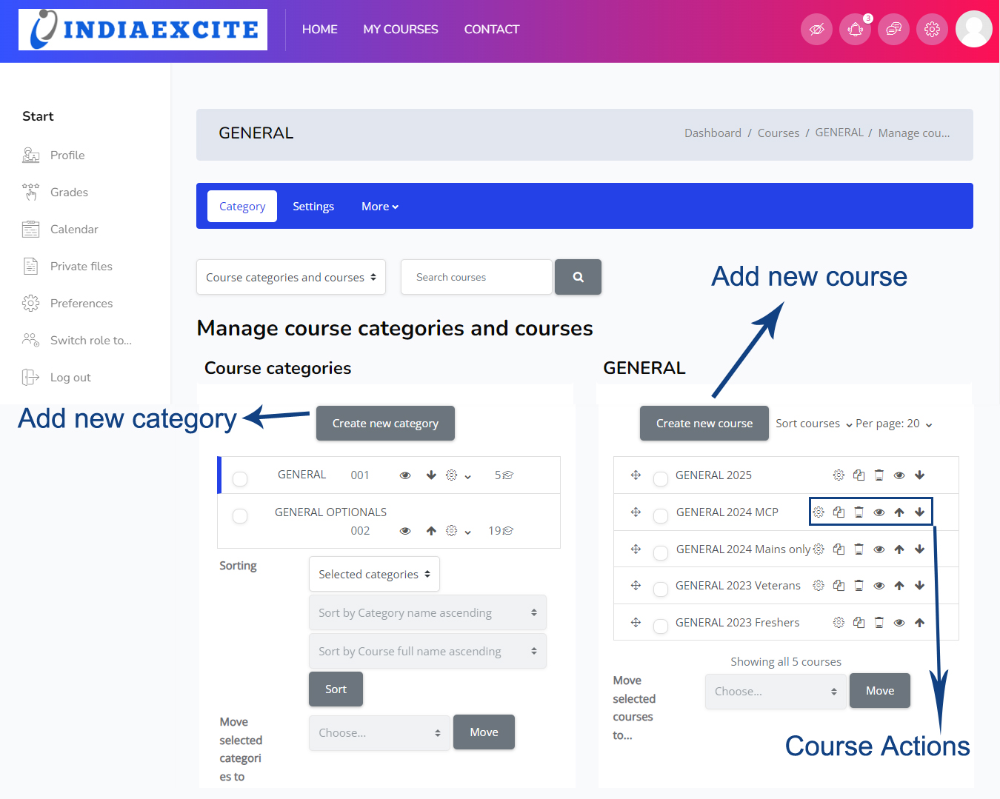 INDIAEXCITE
HOME MY COURSES CONTACT
3
Start
Profile
Grades
Calendar
Private files
Preferences
Switch role to...
Log out
GENERAL
Dashboard / Courses / GENERAL / Manage cou...
Category Settings More
Course categories and courses
Search courses
Add new course
Manage course categories and courses
Course categories
GENERAL
Add new category
Create new category
Create new course Sort courses Per page: 20
GENERAL 001 5
GENERAL OPTIONALS
002 19
Sorting
Selected categories
Sort by Category name ascending
Sort by Course full name ascending
Sort
Move
selected
categori
es to
Choose...
Move
GENERAL 2025
GENERAL 2024 MCP
GENERAL 2024 Mains only
GENERAL 2023 Veterans
GENERAL 2023 Freshers
Showing all 5 courses
Move
selected
courses
to...
Choose...
Move
Course Actions